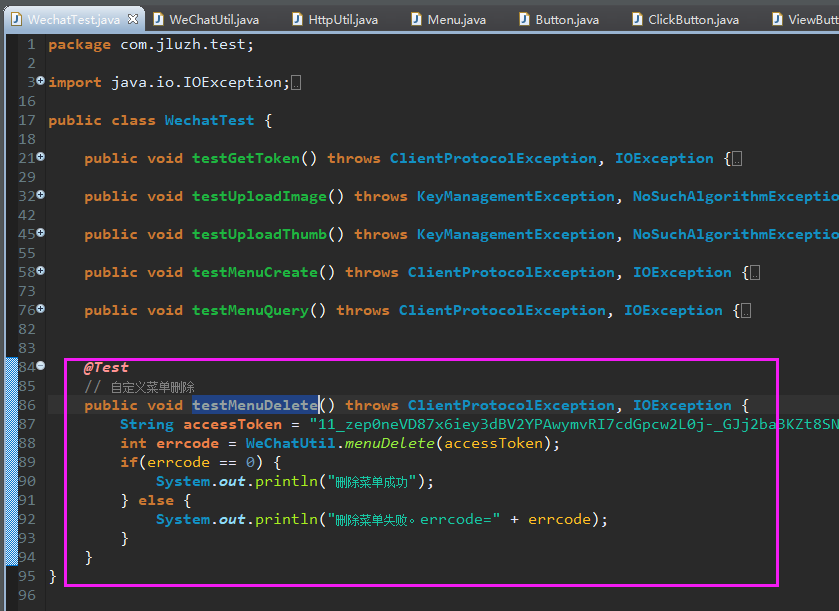 WechatTest.java WeChatUtil.java HttpUtil.java Menu.java Button.java ClickButton.java ViewButt
1 package com.jluzh.test;
2
3 import java.io.IOException;
16
17 public class WechatTest {
18
21 public void testGetToken() throws ClientProtocolException, IOException {
29
32 public void testUploadImage() throws KeyManagementException, NoSuchAlgorithmExceptio
42
45 public void testUploadThumb() throws KeyManagementException, NoSuchAlgorithmExceptio
55
58 public void testMenuCreate() throws ClientProtocolException, IOException {
73
76 public void testMenuQuery() throws ClientProtocolException, IOException {
82
83
84 @Test
85 // 自定义菜单删除
86 public void testMenuDelete() throws ClientProtocolException, IOException {
87 String accessToken = "11_zep0neVD87x6iey3dBV2YPAwymvRI7cdGpcw2L0j-_GJj2ba3KZt8SN
88 int errcode = WeChatUtil.menuDelete(accessToken);
89 if(errcode == 0) {
90 System.out.println("删除菜单成功");
91 } else {
92 System.out.println("删除菜单失败。errcode=" + errcode);
93 }
94 }
95 }
96